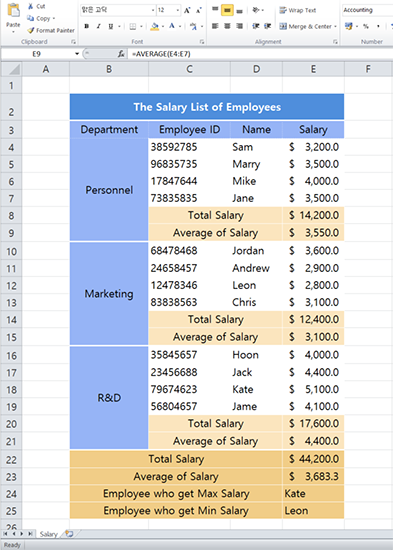 Cut
Copy
Paste
Format Painter
Clipboard
맑은 고딕
12
A A
B I U
Font
Wrap Text
Merge & Center
Alignment
Accounting
$ %
Number
E9 fx =AVERAGE(E4:E7)
A B C D E F
1
2 The Salary List of Employees
3 Department Employee ID Name Salary
4 38592785 Sam $ 3,200.0
5 96835735 Marry $ 3,500.0
6 17847644 Mike $ 4,000.0
Personnel
7 73835835 Jane $ 3,500.0
8 Total Salary $ 14,200.0
9 Average of Salary $ 3,550.0
10 68478468 Jordan $ 3,600.0
11 24658457 Andrew $ 2,900.0
12 12478346 Leon $ 2,800.0
Marketing
13 83838563 Chris $ 3,100.0
14 Total Salary $ 12,400.0
15 Average of Salary $ 3,100.0
16 35845657 Hoon $ 4,000.0
17 23456688 Jack $ 4,400.0
18 79674623 Kate $ 5,100.0
R&D
19 56804657 Jame $ 4,100.0
20 Total Salary $ 17,600.0
21 Average of Salary $ 4,400.0
22 Total Salary $ 44,200.0
23 Average of Salary $ 3,683.3
24 Employee who get Max Salary Kate
25 Employee who get Min Salary Leon
26
Salary
Ready